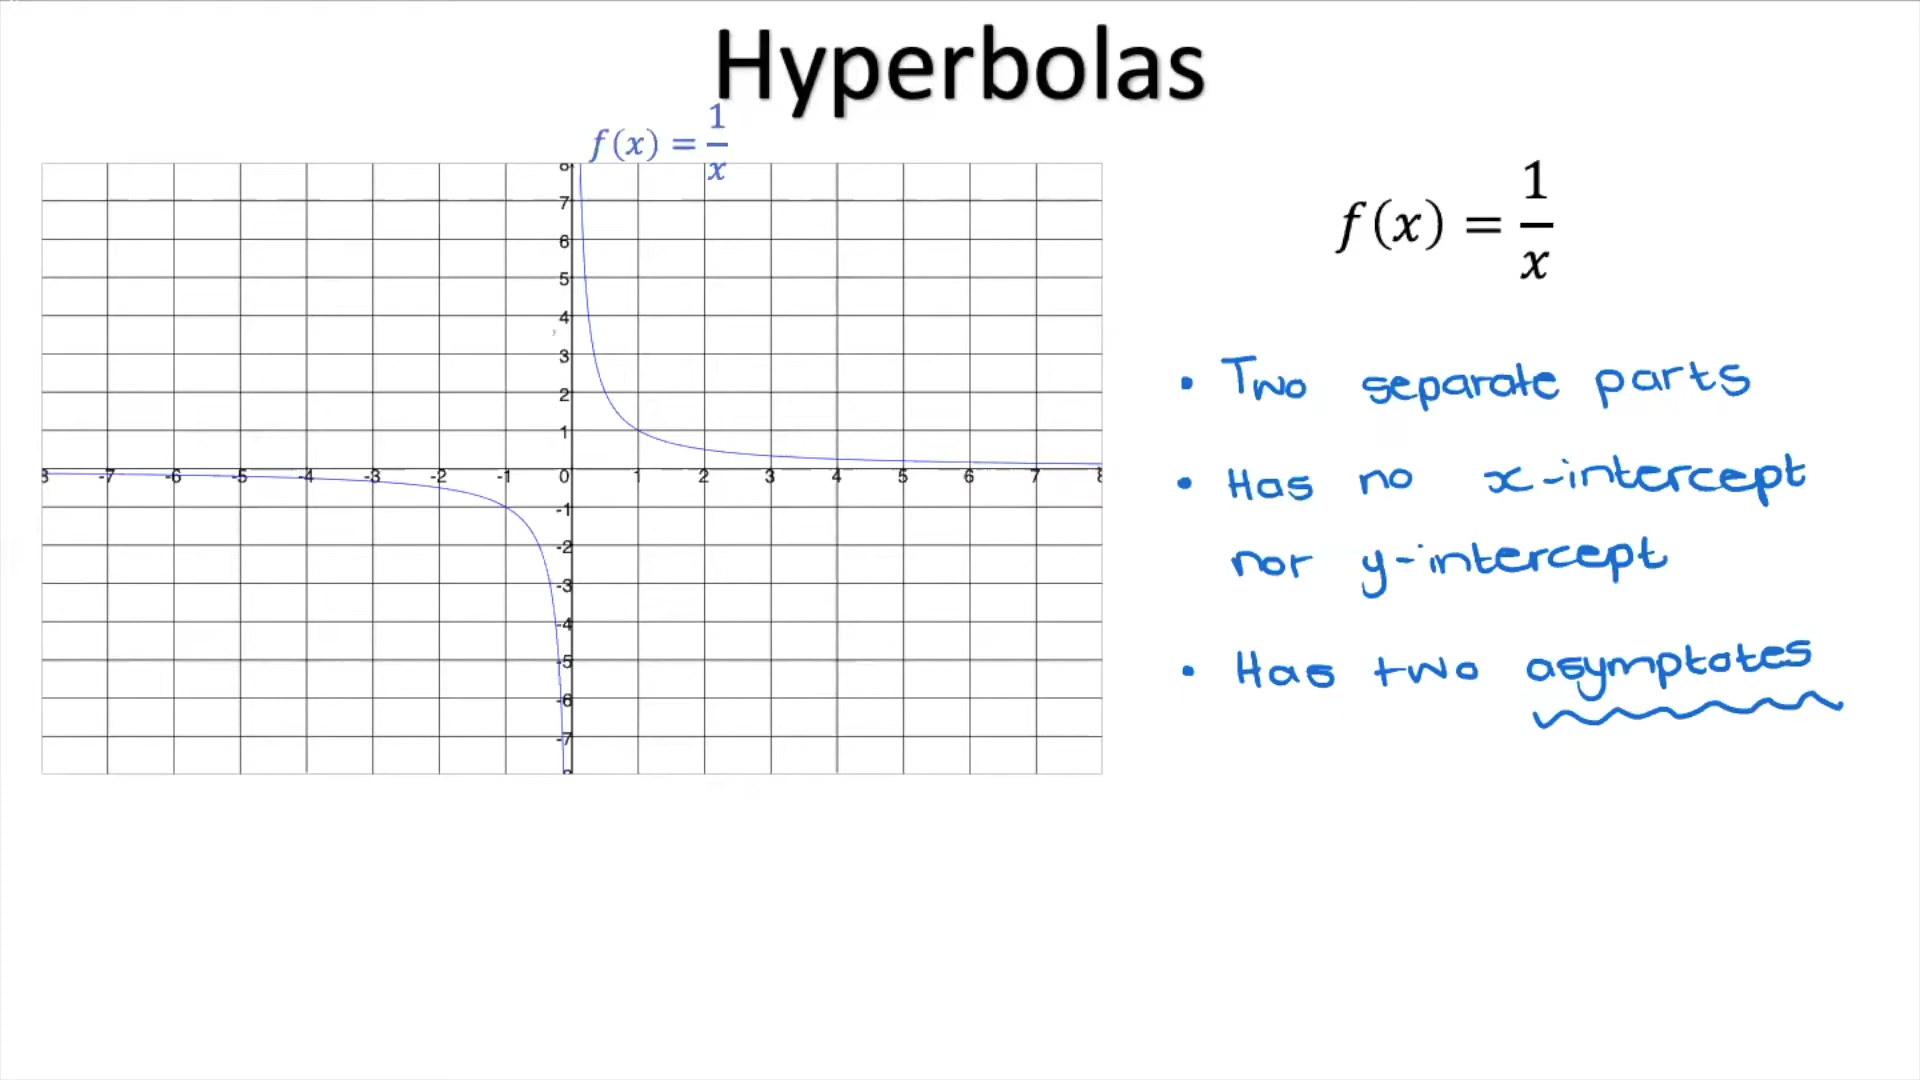 Hyperbolas
f(x) = 1/x
8
7
6
5
4
3
y
2
1
-7 -6 -5 -4 -3 -2 -1 0 1 2 3 4 5 6 7
-1
-2
-3
-4
-5
-6
-7
f(x) = 1/x
• Two separate parts
• Has no x-intercept
nor y-intercept
• Has two asymptotes